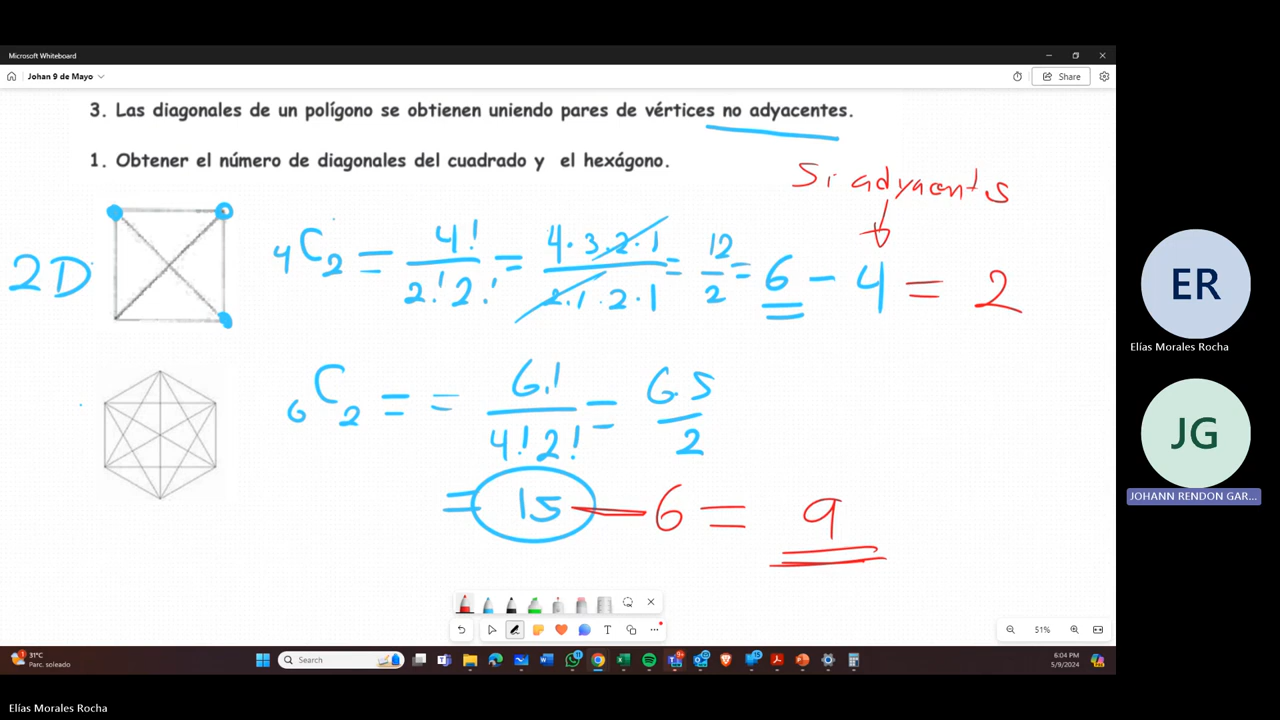 Microsoft Whiteboard
Johan 9 de Mayo
Share
3. Las diagonales de un polígono se obtienen uniendo pares de vértices no adyacentes.
1. Obtener el número de diagonales del cuadrado y el hexágono.
Si adyacentes
2D
4C2 = 4! / 2!2! = 4·3·2·1 / 2·1·2·1 = 12/2 = 6 - 4 = 2
6C2 = = 6! / 4!2! = 6·5 / 2
= 15 - 6 = 9
ER
Elías Morales Rocha
JG
JOHANN RENDON GAR...
51%
31°C
Parc. soleado
Search
6:04 PM
5/9/2024
Elías Morales Rocha